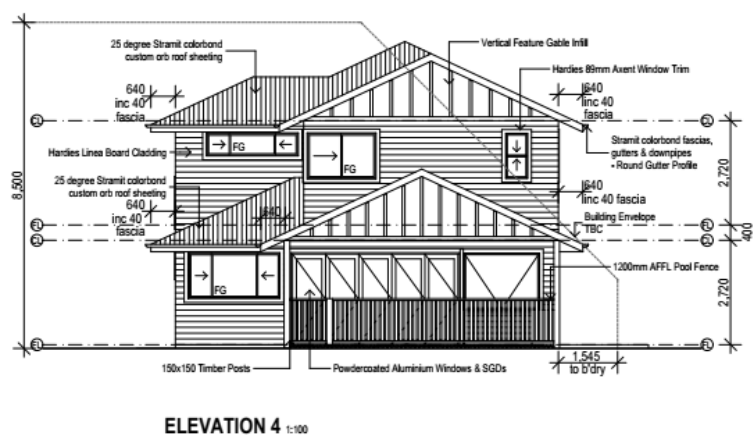 25 degree Stramit colorbond
custom orb roof sheeting
Vertical Feature Gable Infill
Hardies 89mm Axent Window Trim
640
inc 40
fascia
640
inc 40
fascia
FG
FG
Hardies Linea Board Cladding
Stramit colorbond fascias,
gutters & downpipes
- Round Gutter Profile
8,500
2,720
25 degree Stramit colorbond
custom orb roof sheeting
640
inc 40
fascia
640
640
inc 40 fascia
Building Envelope
TBC
400
1200mm AFFL Pool Fence
FG
2,720
150x150 Timber Posts
Powdercoated Aluminium Windows & SGDs
1,545
to b'dry
ELEVATION 4 1:100